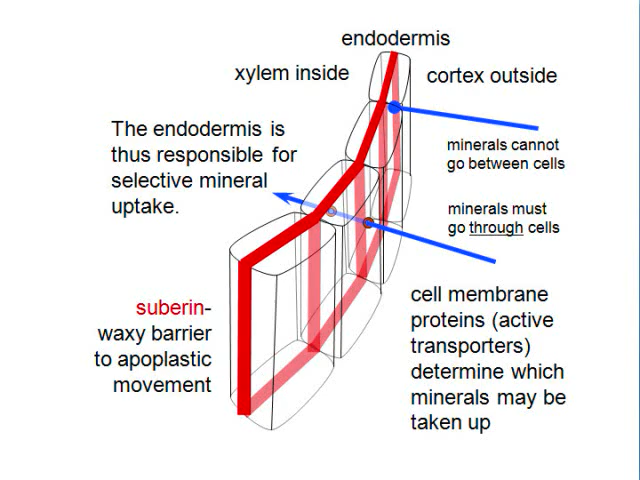 endodermis
xylem inside
cortex outside
The endodermis is
thus responsible for
selective mineral
uptake.
minerals cannot
go between cells
minerals must
go through cells
suberin-
waxy barrier
to apoplastic
movement
cell membrane
proteins (active
transporters)
determine which
minerals may be
taken up